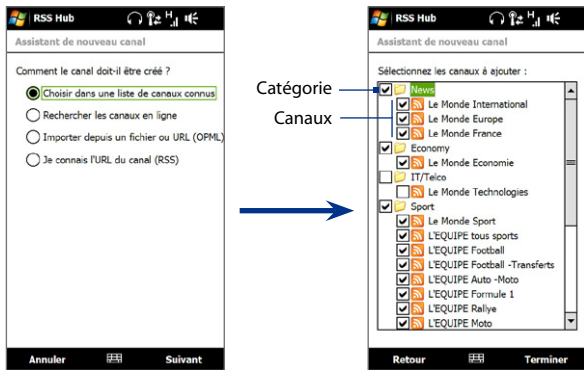 RSS Hub
H
Assistant de nouveau canal
Comment le canal doit-il être créé ?
Choisir dans une liste de canaux connus
Rechercher les canaux en ligne
Importer depuis un fichier ou URL (OPML)
Je connais l'URL du canal (RSS)
Annuler
Suivant
Catégorie
Canaux
RSS Hub
H
Assistant de nouveau canal
Sélectionnez les canaux à ajouter :
News
Le Monde International
Le Monde Europe
Le Monde France
Economy
Le Monde Economie
IT/Telco
Le Monde Technologies
Sport
Le Monde Sport
L'EQUIPE tous sports
L'EQUIPE Football
L'EQUIPE Football -Transferts
L'EQUIPE Auto -Moto
L'EQUIPE Formule 1
L'EQUIPE Rallye
L'EQUIPE Moto
Retour
Terminer